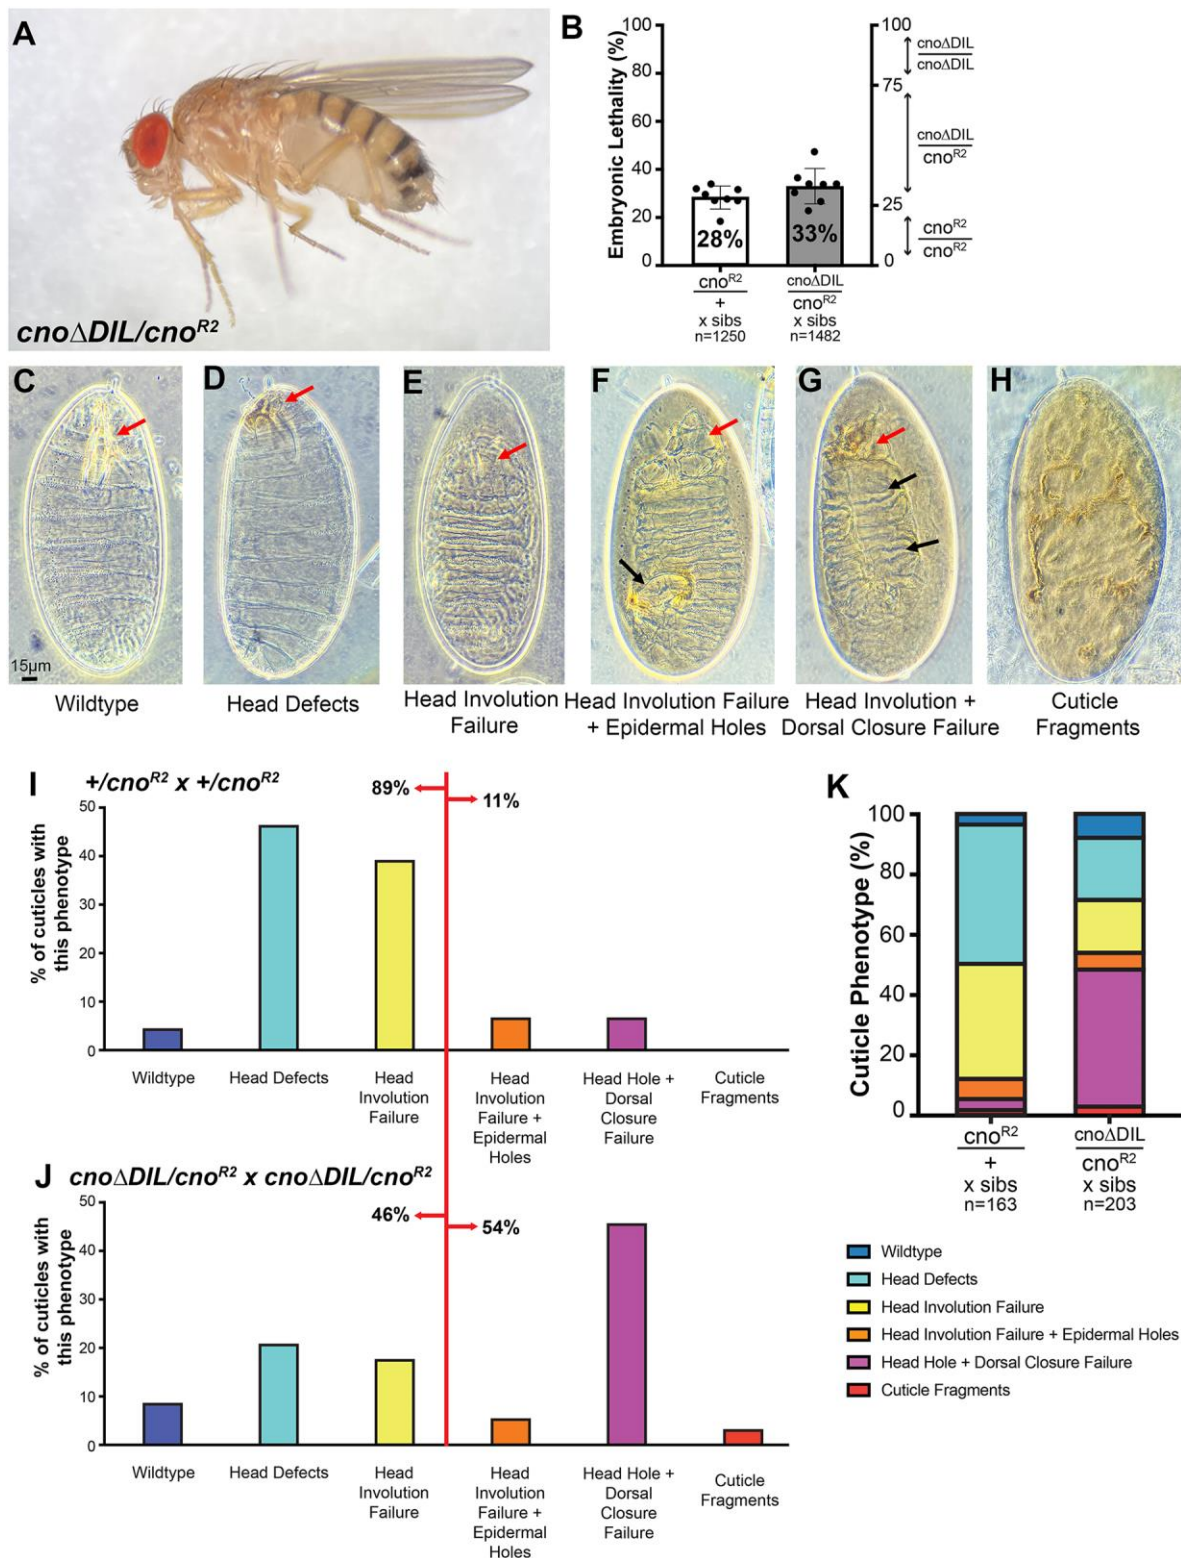 A
cnoΔDIL/cnoR2
B
Embryonic Lethality (%)
100
80
60
40
20
0
28%
33%
cnoR2
+
x sibs
n=1250
cnoΔDIL
cnoR2
x sibs
n=1482
100
75
25
0
cnoΔDIL
cnoΔDIL
cnoΔDIL
cnoR2
cnoR2
cnoR2
C
15µm
Wildtype
D
Head Defects
E
Head Involution
Failure
F
Head Involution Failure
+ Epidermal Holes
G
Head Involution +
Dorsal Closure Failure
H
Cuticle
Fragments
I
+/cnoR2 x +/cnoR2
89%
11%
% of cuticles with
this phenotype
50
40
30
20
10
0
Wildtype
Head Defects
Head
Involution
Failure
Head
Involution
Failure +
Epidermal
Holes
Head Hole +
Dorsal
Closure
Failure
Cuticle
Fragments
J
cnoΔDIL/cnoR2 x cnoΔDIL/cnoR2
46%
54%
% of cuticles with
this phenotype
50
40
30
20
10
0
Wildtype
Head Defects
Head
Involution
Failure
Head
Involution
Failure +
Epidermal
Holes
Head Hole +
Dorsal
Closure
Failure
Cuticle
Fragments
K
Cuticle Phenotype (%)
100
80
60
40
20
0
cnoR2
+
x sibs
n=163
cnoΔDIL
cnoR2
x sibs
n=203
Wildtype
Head Defects
Head Involution Failure
Head Involution Failure + Epidermal Holes
Head Hole + Dorsal Closure Failure
Cuticle Fragments